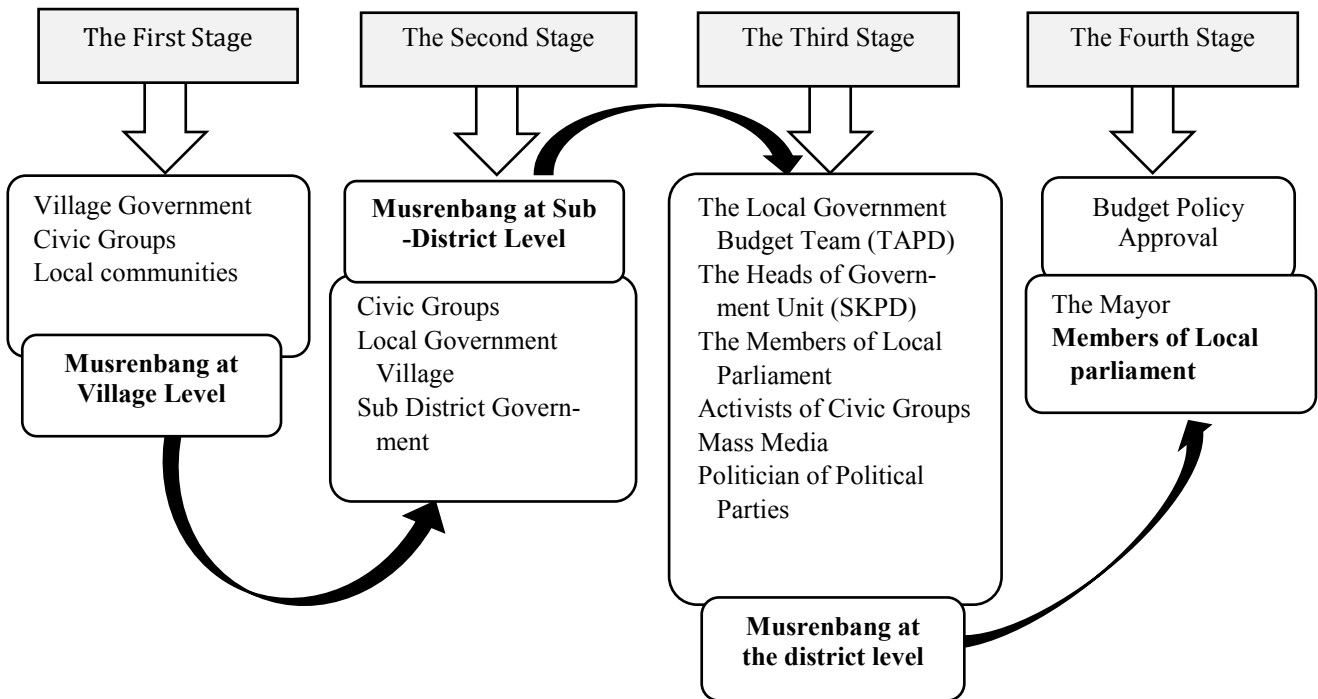 The First Stage
The Second Stage
The Third Stage
The Fourth Stage
Village Government
Civic Groups
Local communities
Musrenbang at
Village Level
Musrenbang at Sub
-District Level
Civic Groups
Local Government
Village
Sub District Govern-
ment
The Local Government
Budget Team (TAPD)
The Heads of Govern-
ment Unit (SKPD)
The Members of Local
Parliament
Activists of Civic Groups
Mass Media
Politician of Political
Parties
Musrenbang at
the district level
Budget Policy
Approval
The Mayor
Members of Local
parliament